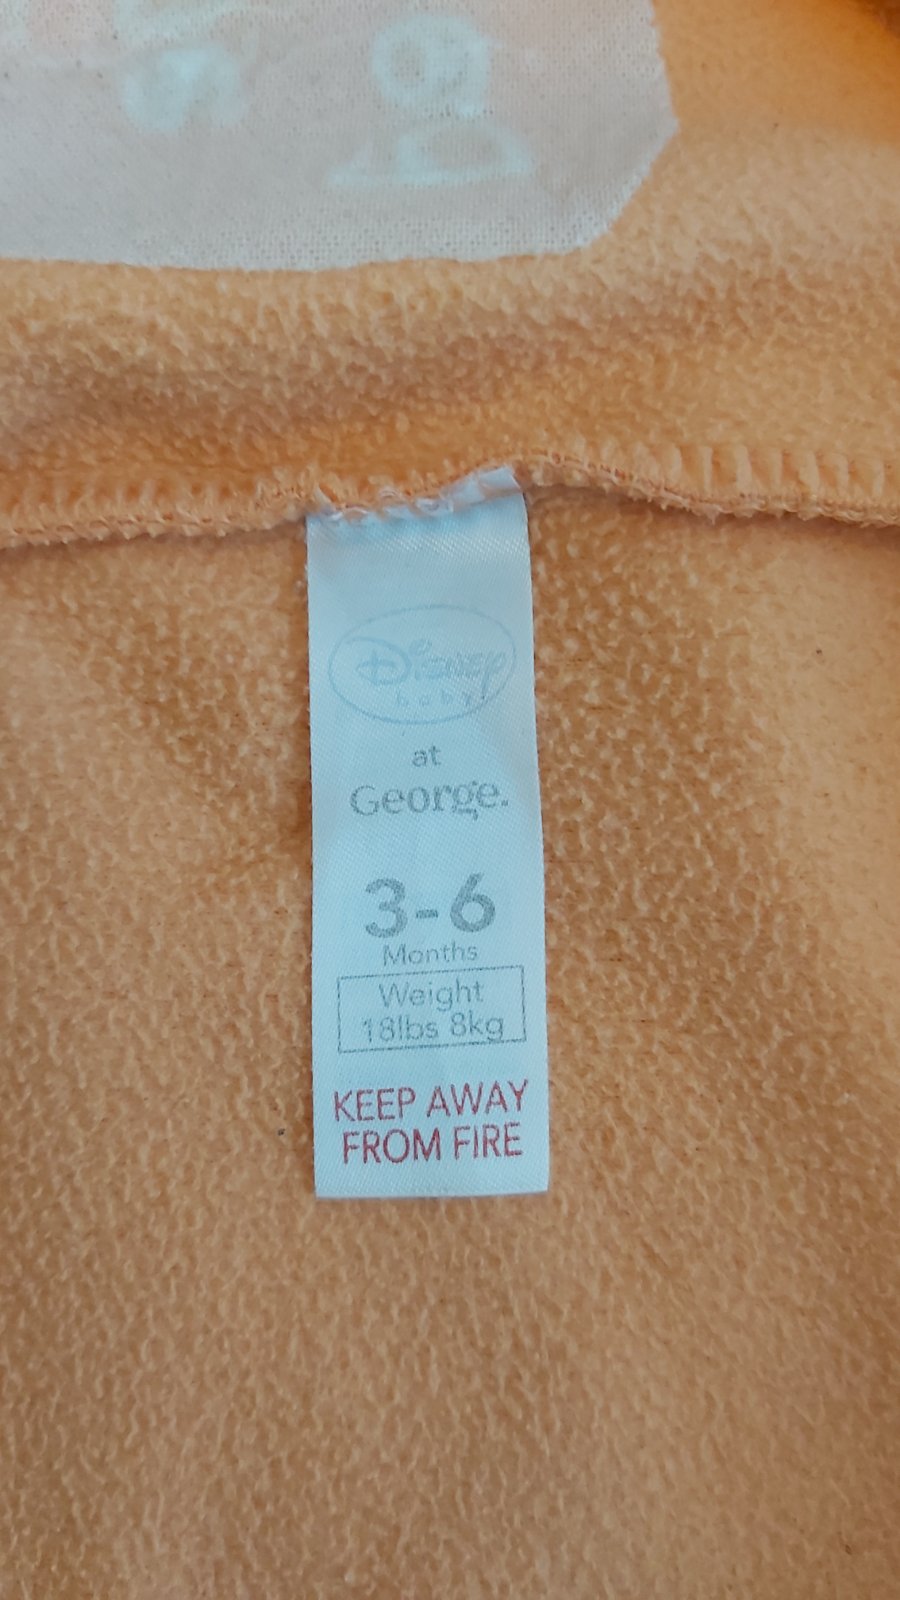 Disney
baby
at
George.
3-6
Months
Weight
18lbs 8kg
KEEP AWAY
FROM FIRE